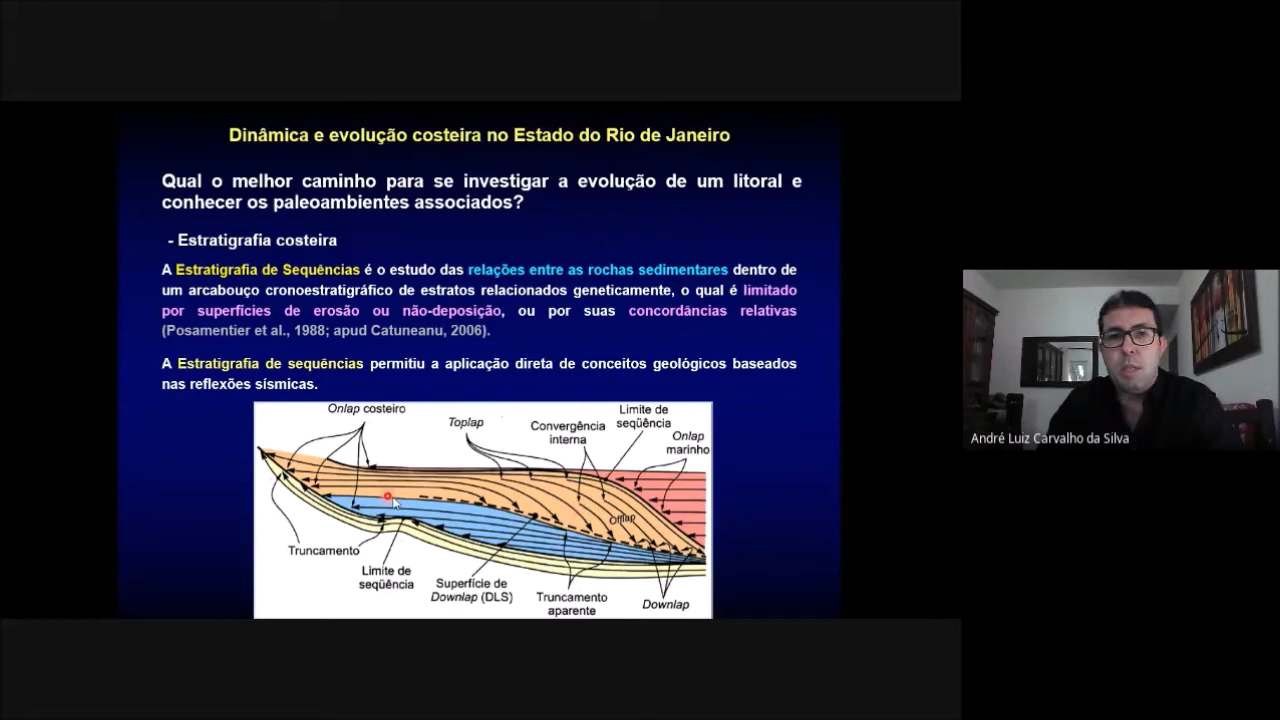 Dinâmica e evolução costeira no Estado do Rio de Janeiro
Qual o melhor caminho para se investigar a evolução de um litoral e
conhecer os paleoambientes associados?
- Estratigrafia costeira
A Estratigrafia de Sequências é o estudo das relações entre as rochas sedimentares dentro de
um arcabouço cronoestratigráfico de estratos relacionados geneticamente, o qual é limitado
por superfícies de erosão ou não-deposição, ou por suas concordâncias relativas
(Posamentier et al., 1988; apud Catuneanu, 2006).
A Estratigrafia de sequências permitiu a aplicação direta de conceitos geológicos baseados
nas reflexões sísmicas.
Onlap costeiro
Toplap
Convergência
interna
Limite de
seqüência
Onlap
marinho
Offlap
Truncamento
Limite de
seqüência
Superfície de
Downlap (DLS)
Truncamento
aparente
Downlap
André Luiz Carvalho da Silva